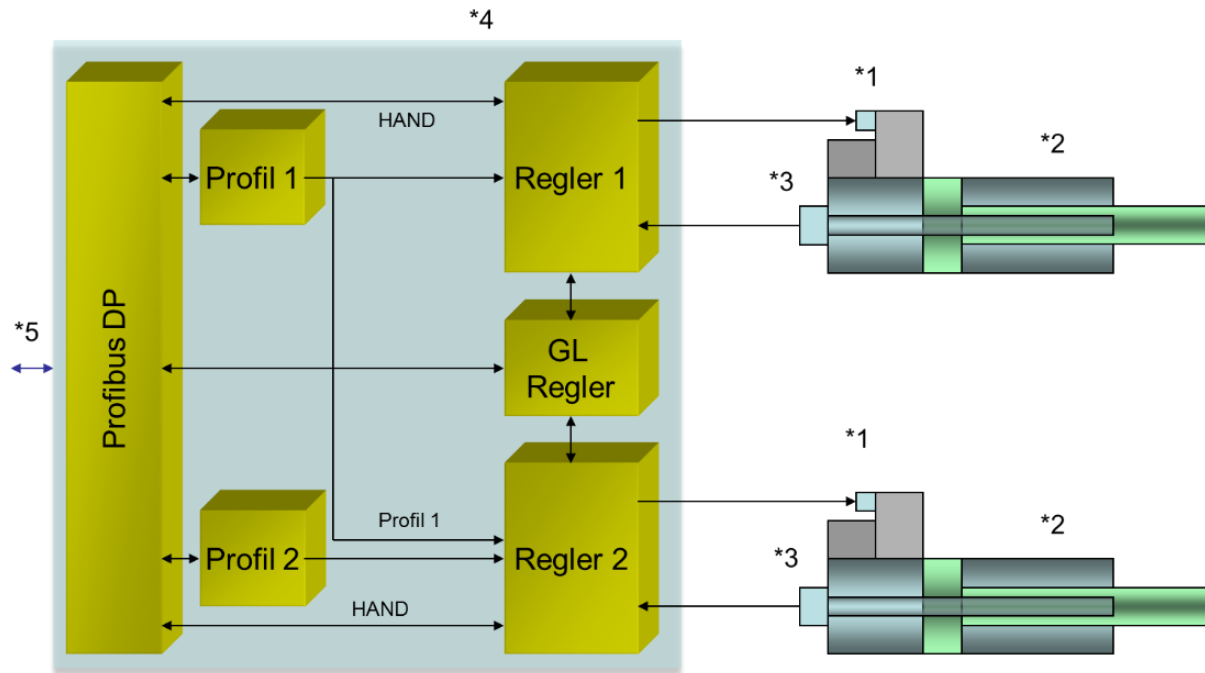 *4
*1
HAND
*2
Profil 1
Regler 1
*3
*5
Profibus DP
GL
Regler
*1
Profil 1
*2
Profil 2
Regler 2
*3
HAND